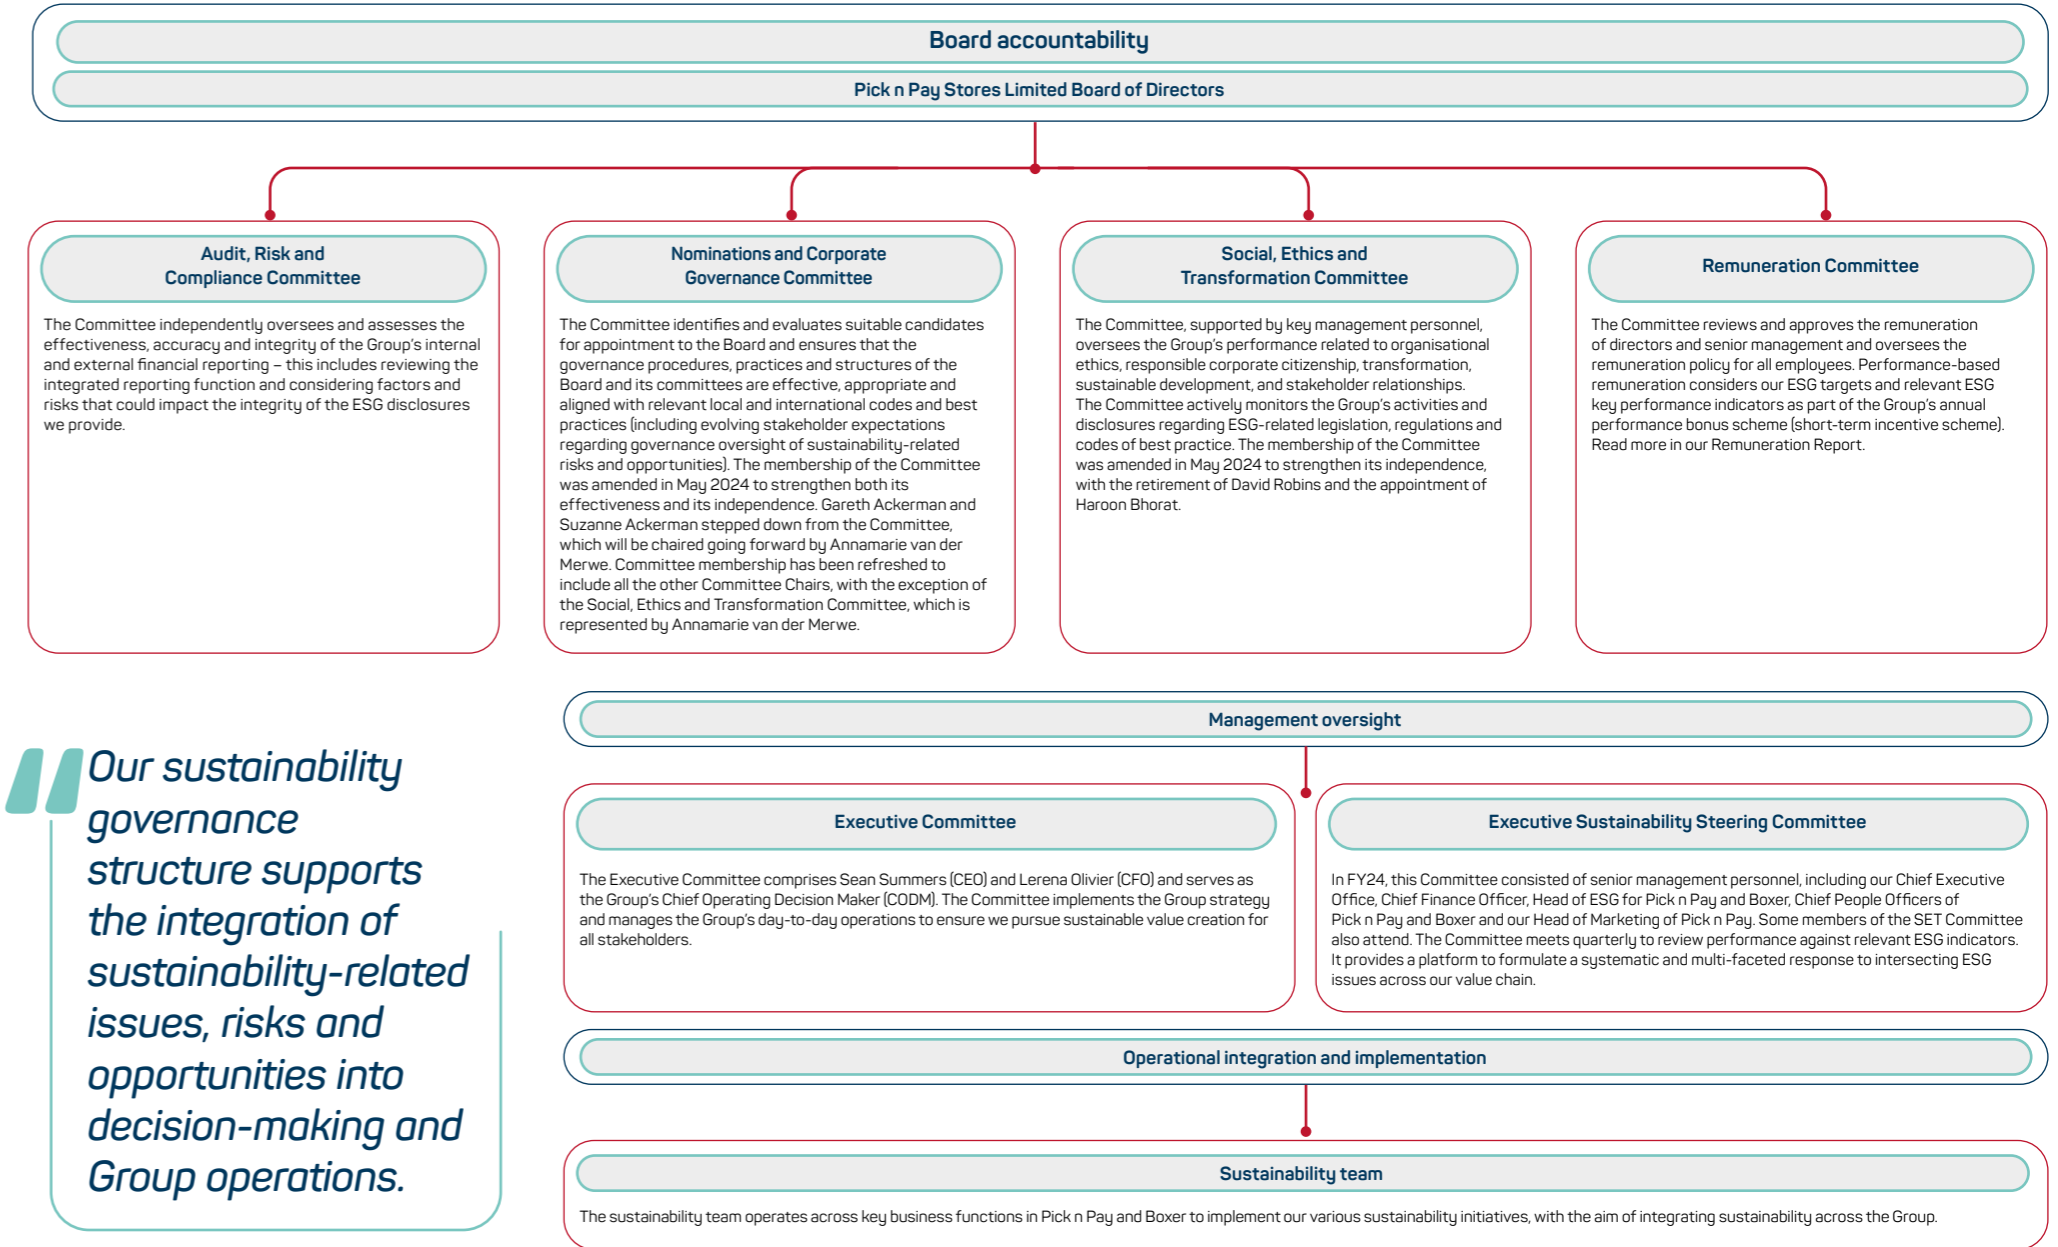 Board accountability
Pick n Pay Stores Limited Board of Directors
Audit, Risk and
Compliance Committee
The Committee independently oversees and assesses the
effectiveness, accuracy and integrity of the Group's internal
and external financial reporting – this includes reviewing the
integrated reporting function and considering factors and
risks that could impact the integrity of the ESG disclosures
we provide.
Nominations and Corporate
Governance Committee
The Committee identifies and evaluates suitable candidates
for appointment to the Board and ensures that the
governance procedures, practices and structures of the
Board and its committees are effective, appropriate and
aligned with relevant local and international codes and best
practices (including evolving stakeholder expectations
regarding governance oversight of sustainability-related
risks and opportunities). The membership of the Committee
was amended in May 2024 to strengthen both its
effectiveness and its independence. Gareth Ackerman and
Suzanne Ackerman stepped down from the Committee,
which will be chaired going forward by Annamarie van der
Merwe. Committee membership has been refreshed to
include all the other Committee Chairs, with the exception of
the Social, Ethics and Transformation Committee, which is
represented by Annamarie van der Merwe.
Social, Ethics and
Transformation Committee
The Committee, supported by key management personnel,
oversees the Group's performance related to organisational
ethics, responsible corporate citizenship, transformation,
sustainable development, and stakeholder relationships.
The Committee actively monitors the Group's activities and
disclosures regarding ESG-related legislation, regulations and
codes of best practice. The membership of the Committee
was amended in May 2024 to strengthen its independence,
with the retirement of David Robins and the appointment of
Haroon Bhorat.
Remuneration Committee
The Committee reviews and approves the remuneration
of directors and senior management and oversees the
remuneration policy for all employees. Performance-based
remuneration considers our ESG targets and relevant ESG
key performance indicators as part of the Group's annual
performance bonus scheme (short-term incentive scheme).
Read more in our Remuneration Report.
Our sustainability
governance
structure supports
the integration of
sustainability-related
issues, risks and
opportunities into
decision-making and
Group operations.
Management oversight
Executive Committee
The Executive Committee comprises Sean Summers (CEO) and Lerena Olivier (CFO) and serves as
the Group's Chief Operating Decision Maker (CODM). The Committee implements the Group strategy
and manages the Group's day-to-day operations to ensure we pursue sustainable value creation for
all stakeholders.
Executive Sustainability Steering Committee
In FY24, this Committee consisted of senior management personnel, including our Chief Executive
Office, Chief Finance Officer, Head of ESG for Pick n Pay and Boxer, Chief People Officers of
Pick n Pay and Boxer and our Head of Marketing of Pick n Pay. Some members of the SET Committee
also attend. The Committee meets quarterly to review performance against relevant ESG indicators.
It provides a platform to formulate a systematic and multi-faceted response to intersecting ESG
issues across our value chain.
Operational integration and implementation
Sustainability team
The sustainability team operates across key business functions in Pick n Pay and Boxer to implement our various sustainability initiatives, with the aim of integrating sustainability across the Group.